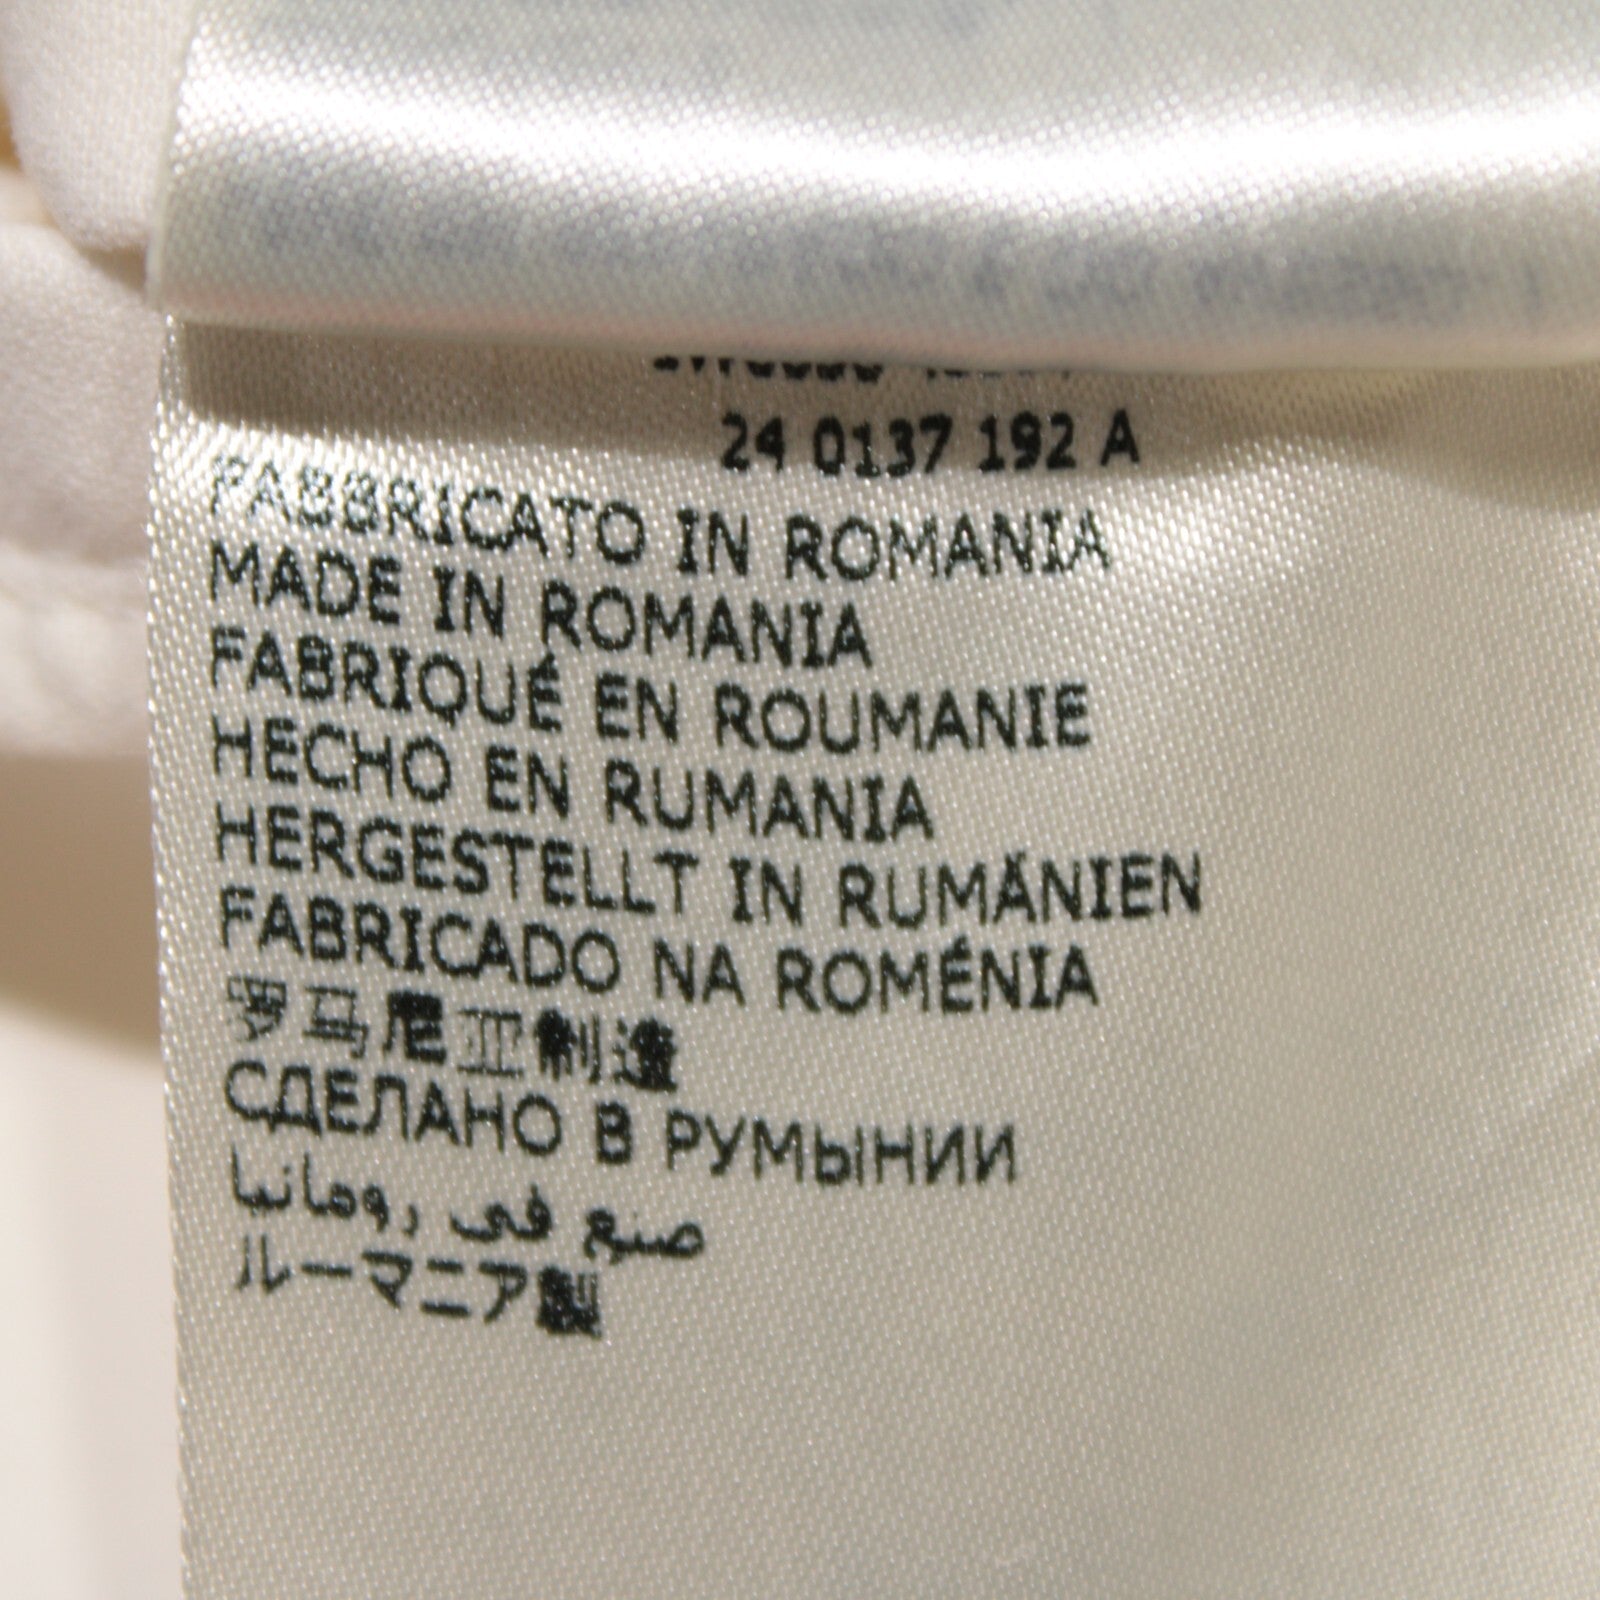 24 0137 192 A
FABBRICATO IN ROMANIA
MADE IN ROMANIA
FABRIQUÉ EN ROUMANIE
HECHO EN RUMANIA
HERGESTELLT IN RUMÄNIEN
FABRICADO NA ROMÉNIA
罗马尼亚制造
СДЕЛАНО В РУМЫНИИ
صنع في رومانيا
ルーマニア製